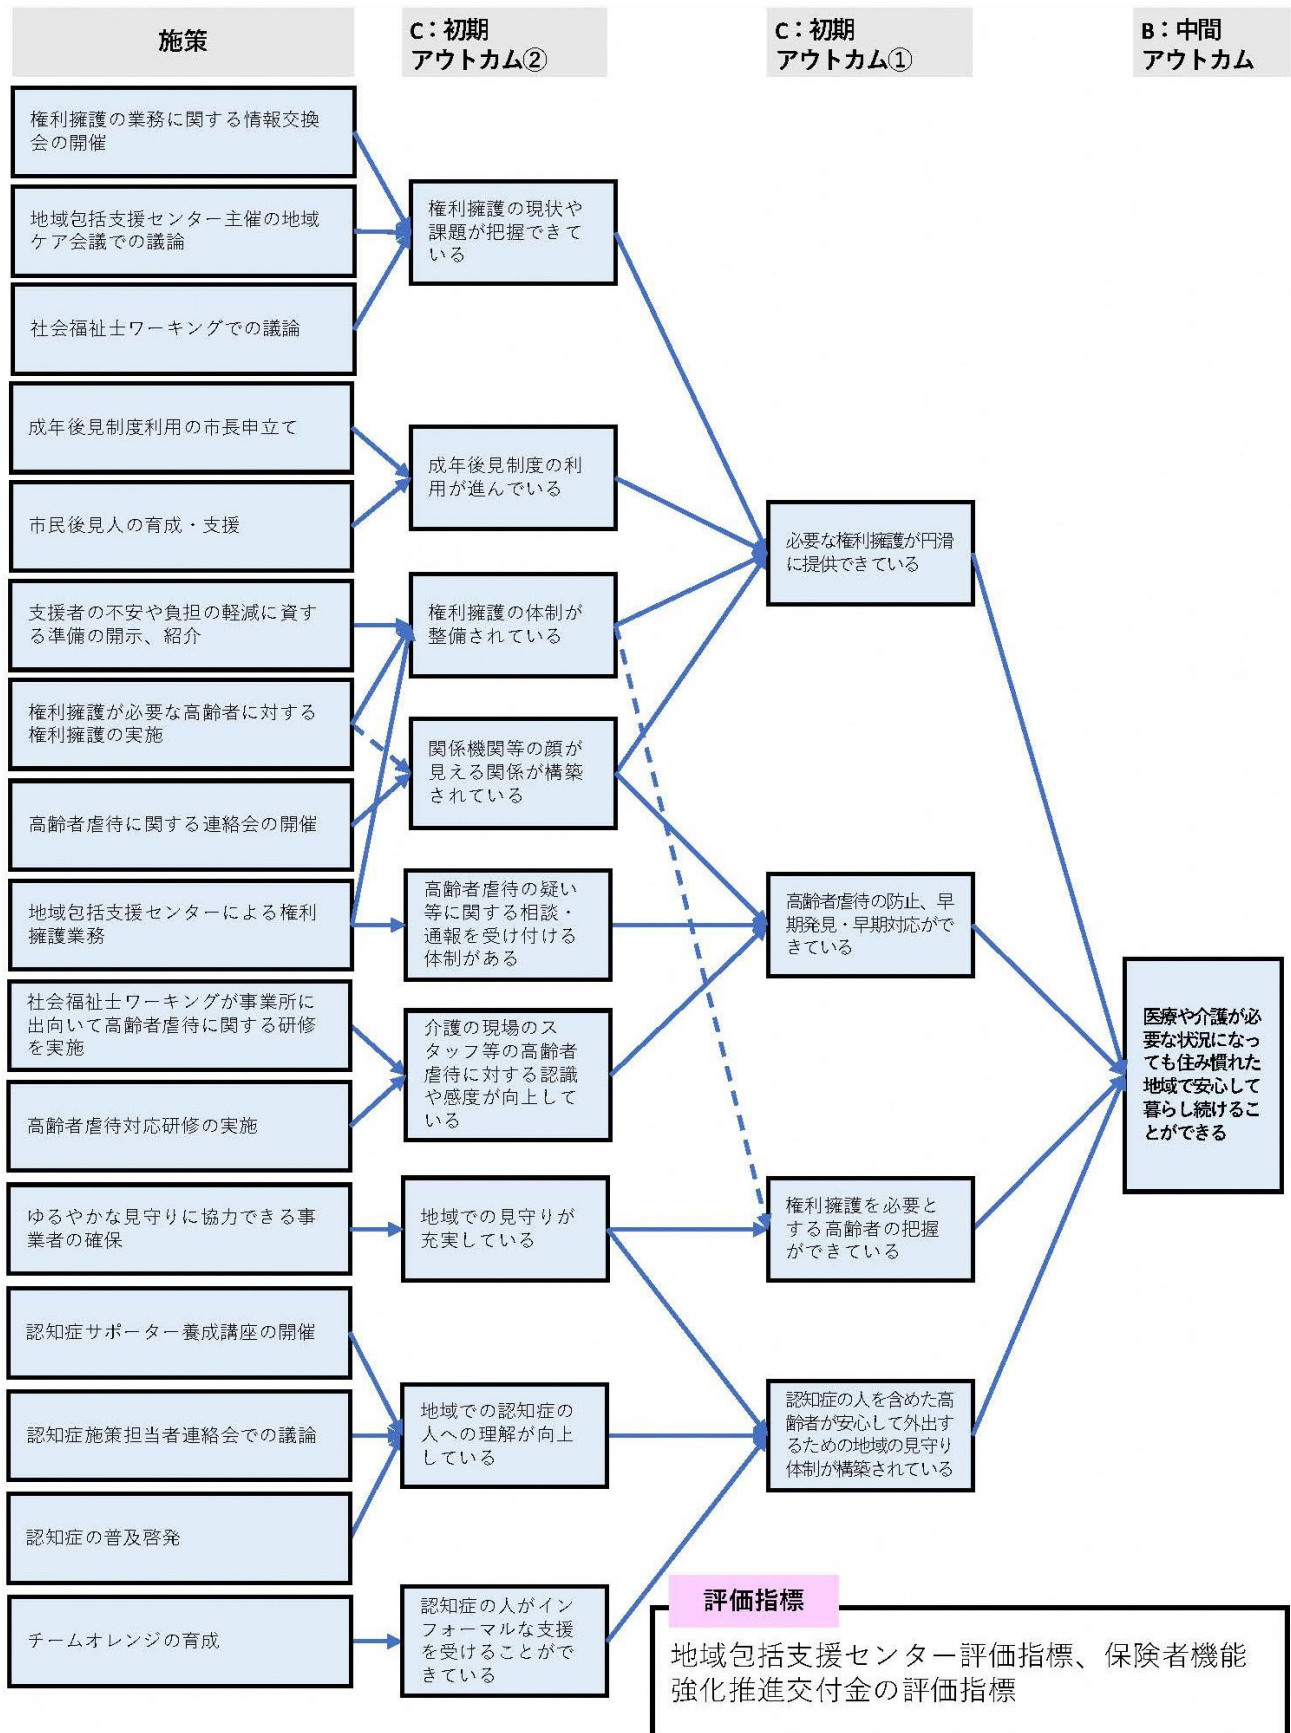 施策
C：初期
アウトカム②
C：初期
アウトカム①
B：中間
アウトカム
権利擁護の業務に関する情報交換
会の開催
地域包括支援センター主催の地域
ケア会議での議論
社会福祉士ワーキングでの議論
成年後見制度利用の市長申立て
市民後見人の育成・支援
支援者の不安や負担の軽減に資す
る準備の開示、紹介
権利擁護が必要な高齢者に対する
権利擁護の実施
高齢者虐待に関する連絡会の開催
地域包括支援センターによる権利
擁護業務
社会福祉士ワーキングが事業所に
出向いて高齢者虐待に関する研修
を実施
高齢者虐待対応研修の実施
ゆるやかな見守りに協力できる事
業者の確保
認知症サポーター養成講座の開催
認知症施策担当者連絡会での議論
認知症の普及啓発
チームオレンジの育成
権利擁護の現状や
課題が把握できて
いる
成年後見制度の利
用が進んでいる
権利擁護の体制が
整備されている
関係機関等の顔が
見える関係が構築
されている
高齢者虐待の疑い
等に関する相談・
通報を受け付ける
体制がある
介護の現場のス
タッフ等の高齢者
虐待に対する認識
や感度が向上して
いる
地域での見守りが
充実している
地域での認知症の
人への理解が向上
している
認知症の人がイン
フォーマルな支援
を受けることがで
きている
必要な権利擁護が円滑
に提供できている
高齢者虐待の防止、早
期発見・早期対応がで
きている
権利擁護を必要と
する高齢者の把握
ができている
認知症の人を含めた高
齢者が安心して外出す
るための地域の見守り
体制が構築されている
医療や介護が必
要な状況になっ
ても住み慣れた
地域で安心して
暮らし続けるこ
とができる
評価指標
地域包括支援センター評価指標、保険者機能
強化推進交付金の評価指標